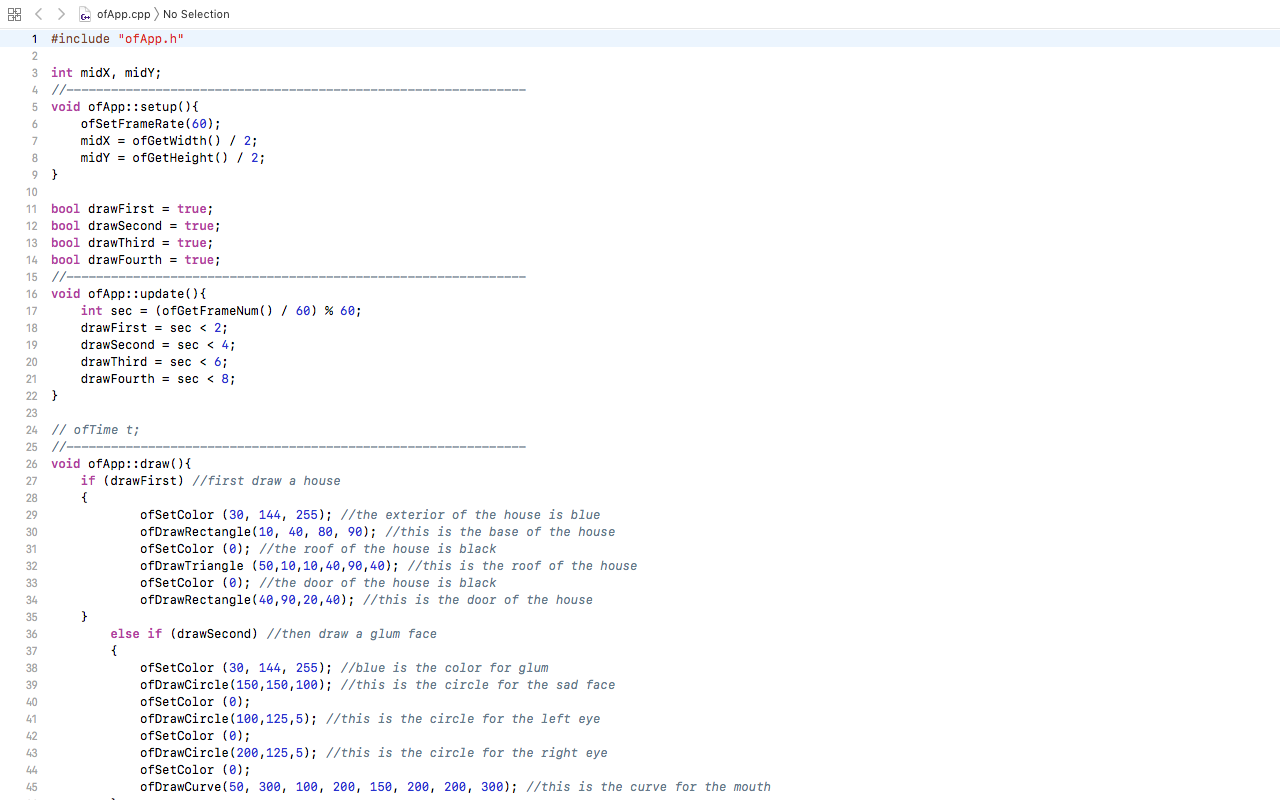 ofApp.cpp 〉No Selection
1 #include "ofApp.h"
2
3 int midX, midY;
4 //--------------------------------------------------------------
5 void ofApp::setup(){
6     ofSetFrameRate(60);
7     midX = ofGetWidth() / 2;
8     midY = ofGetHeight() / 2;
9 }
10
11 bool drawFirst = true;
12 bool drawSecond = true;
13 bool drawThird = true;
14 bool drawFourth = true;
15 //--------------------------------------------------------------
16 void ofApp::update(){
17     int sec = (ofGetFrameNum() / 60) % 60;
18     drawFirst = sec < 2;
19     drawSecond = sec < 4;
20     drawThird = sec < 6;
21     drawFourth = sec < 8;
22 }
23
24 // ofTime t;
25 //--------------------------------------------------------------
26 void ofApp::draw(){
27     if (drawFirst) //first draw a house
28     {
29             ofSetColor (30, 144, 255); //the exterior of the house is blue
30             ofDrawRectangle(10, 40, 80, 90); //this is the base of the house
31             ofSetColor (0); //the roof of the house is black
32             ofDrawTriangle (50,10,10,40,90,40); //this is the roof of the house
33             ofSetColor (0); //the door of the house is black
34             ofDrawRectangle(40,90,20,40); //this is the door of the house
35     }
36         else if (drawSecond) //then draw a glum face
37         {
38             ofSetColor (30, 144, 255); //blue is the color for glum
39             ofDrawCircle(150,150,100); //this is the circle for the sad face
40             ofSetColor (0);
41             ofDrawCircle(100,125,5); //this is the circle for the left eye
42             ofSetColor (0);
43             ofDrawCircle(200,125,5); //this is the circle for the right eye
44             ofSetColor (0);
45             ofDrawCurve(50, 300, 100, 200, 150, 200, 200, 300); //this is the curve for the mouth